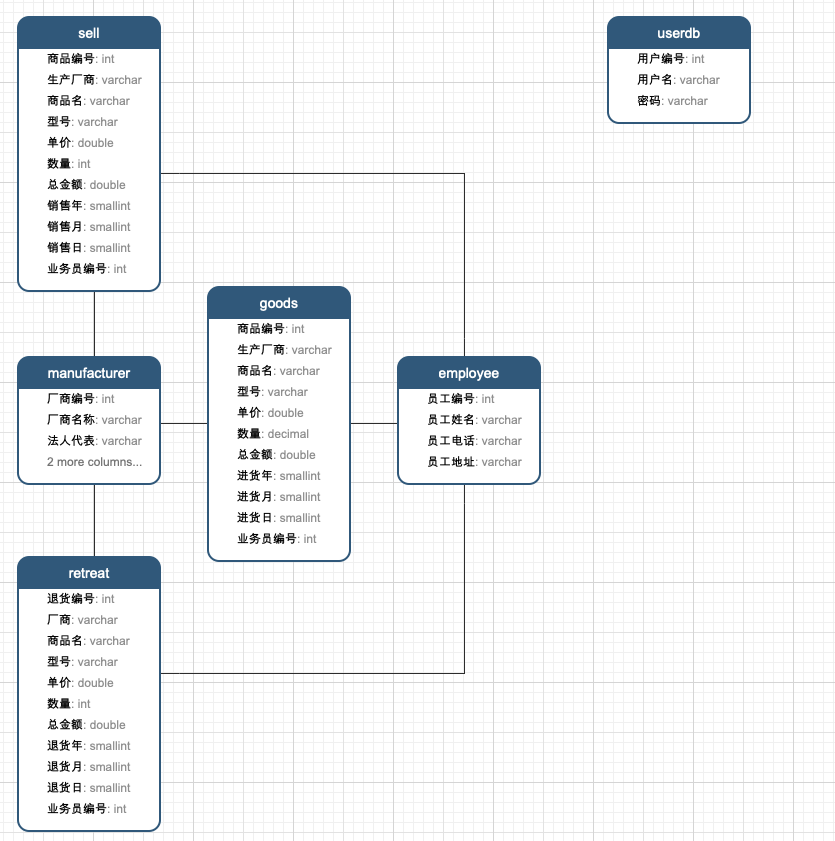 sell
商品编号: int
生产厂商: varchar
商品名: varchar
型号: varchar
单价: double
数量: int
总金额: double
销售年: smallint
销售月: smallint
销售日: smallint
业务员编号: int
userdb
用户编号: int
用户名: varchar
密码: varchar
goods
商品编号: int
生产厂商: varchar
商品名: varchar
型号: varchar
单价: double
数量: decimal
总金额: double
进货年: smallint
进货月: smallint
进货日: smallint
业务员编号: int
manufacturer
厂商编号: int
厂商名称: varchar
法人代表: varchar
2 more columns...
employee
员工编号: int
员工姓名: varchar
员工电话: varchar
员工地址: varchar
retreat
退货编号: int
厂商: varchar
商品名: varchar
型号: varchar
单价: double
数量: int
总金额: double
退货年: smallint
退货月: smallint
退货日: smallint
业务员编号: int